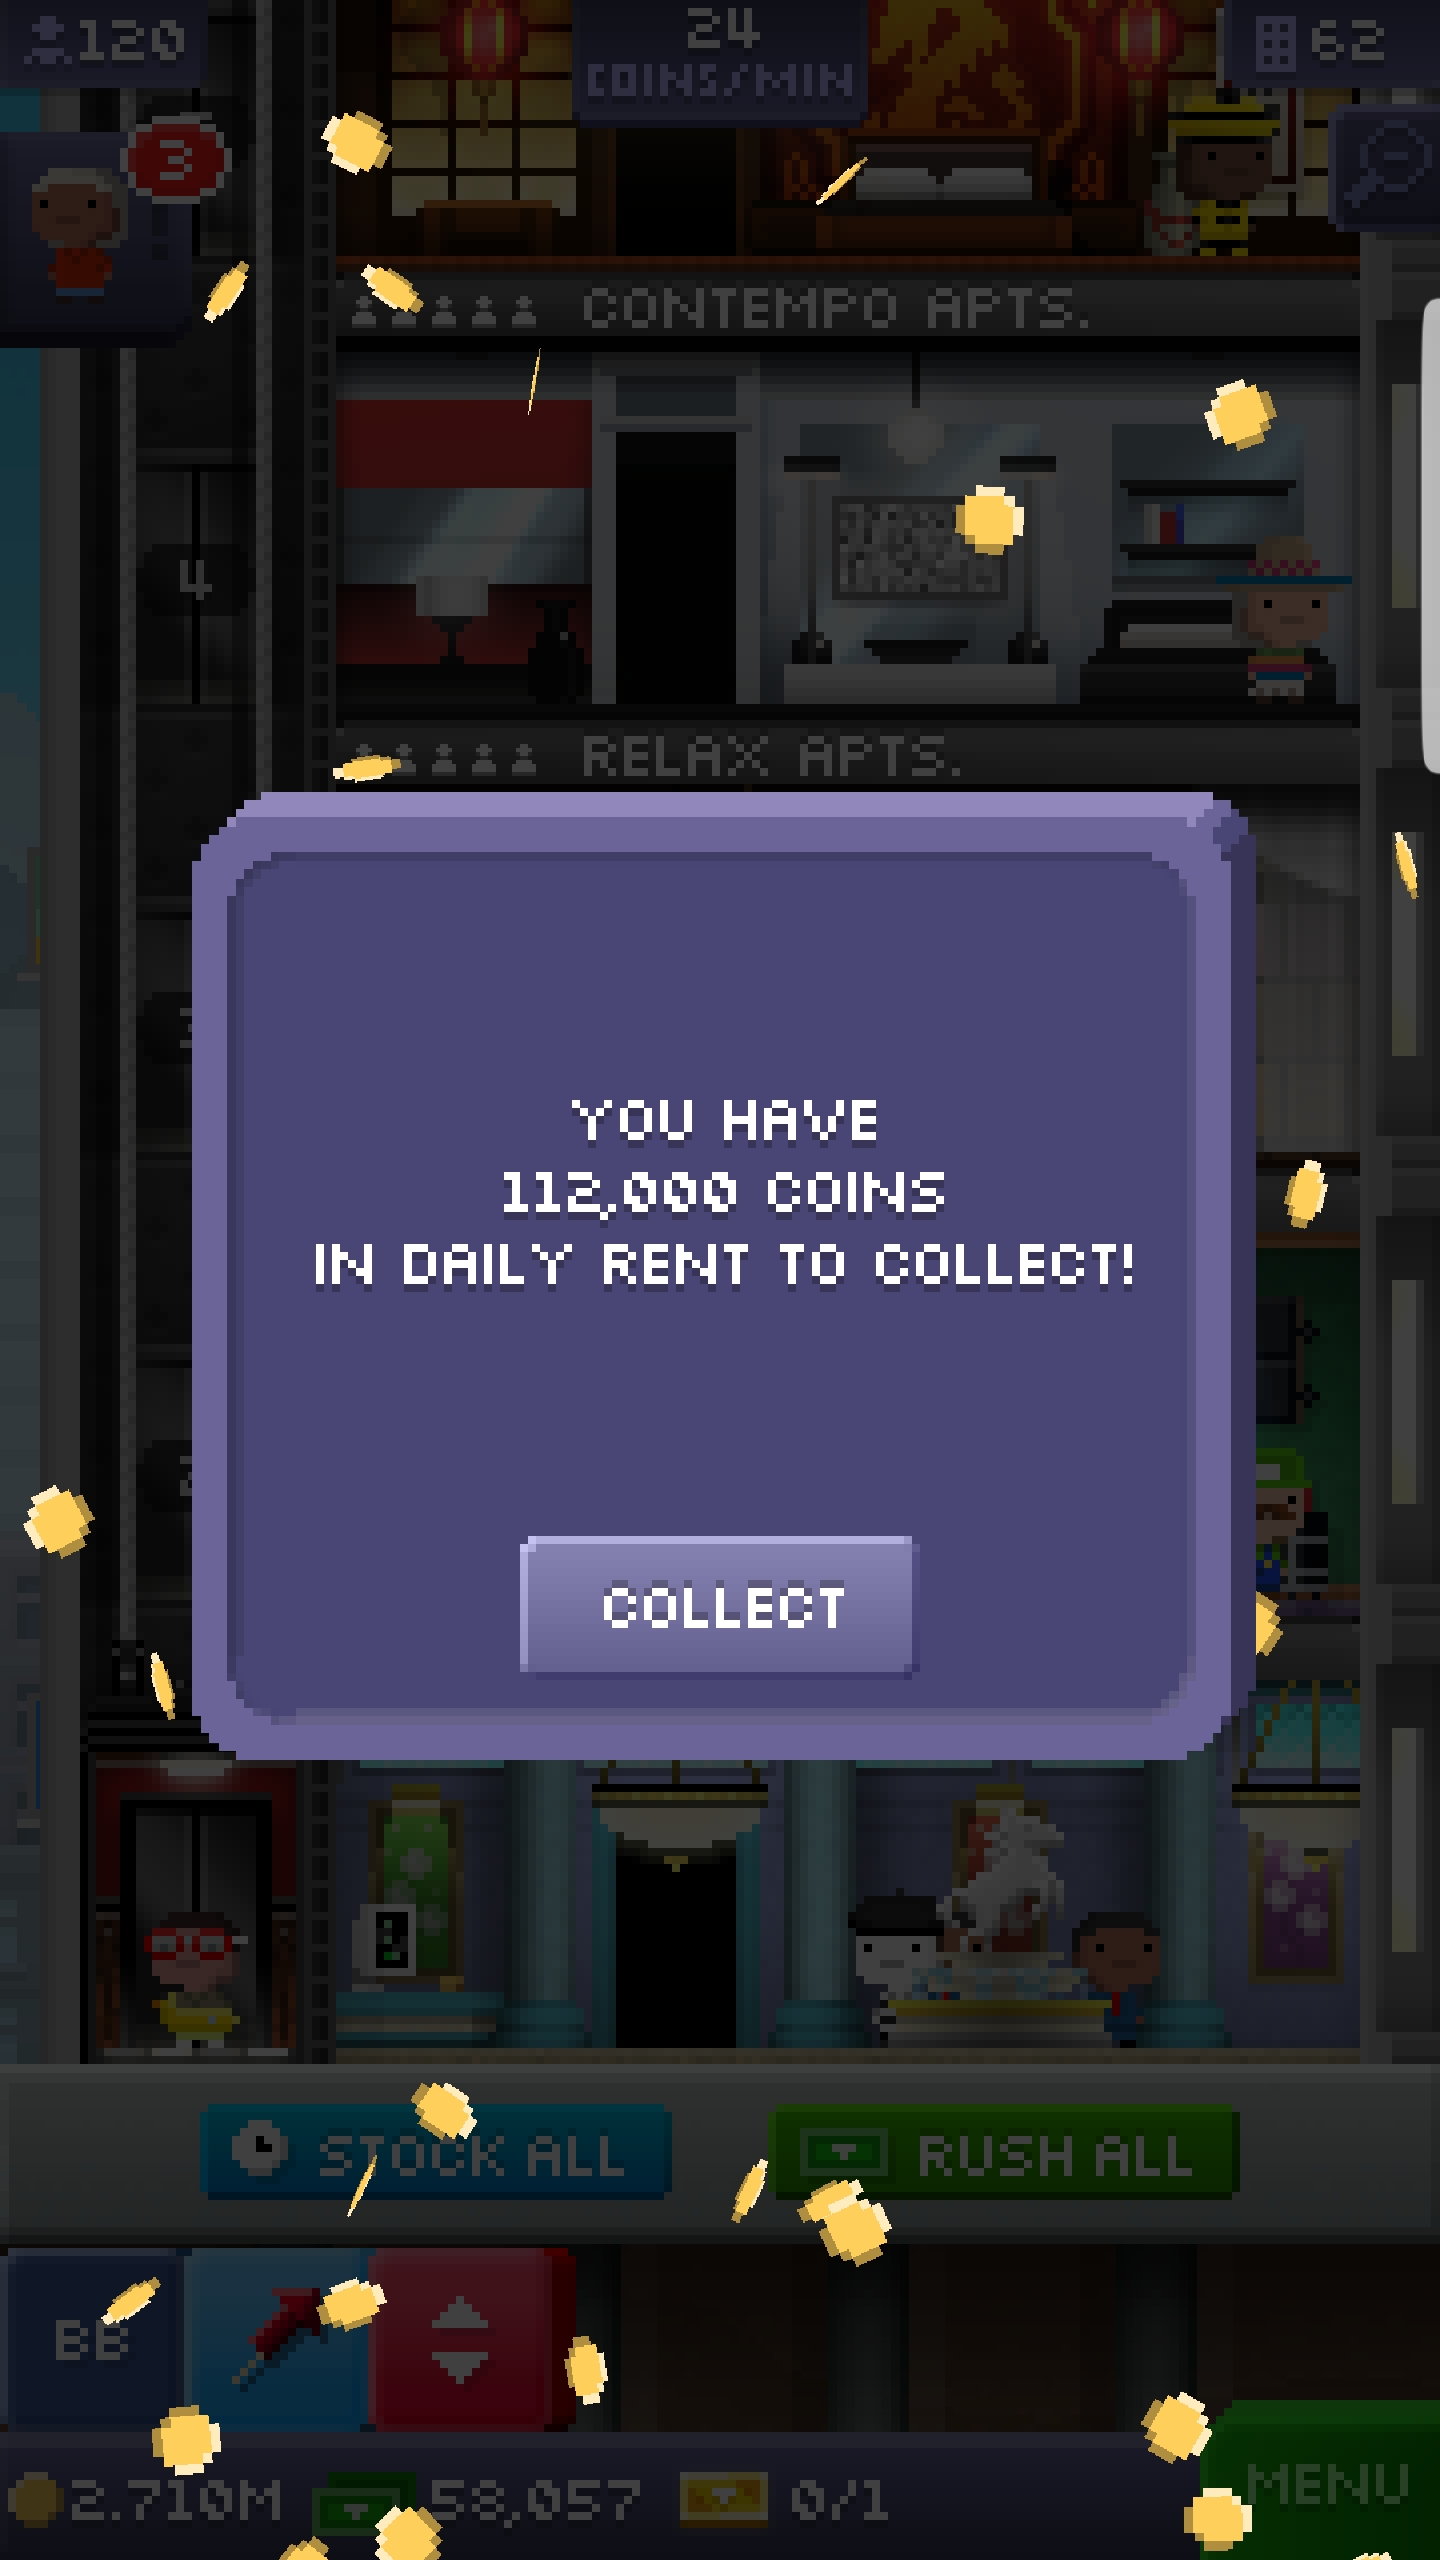 120
24
COINS/MIN
62
3
CONTEMPO APTS.
4
RELAX APTS.
YOU HAVE
112,000 COINS
IN DAILY RENT TO COLLECT!
COLLECT
STOCK ALL
RUSH ALL
BB
2.710M
58,057
0/1
MENU